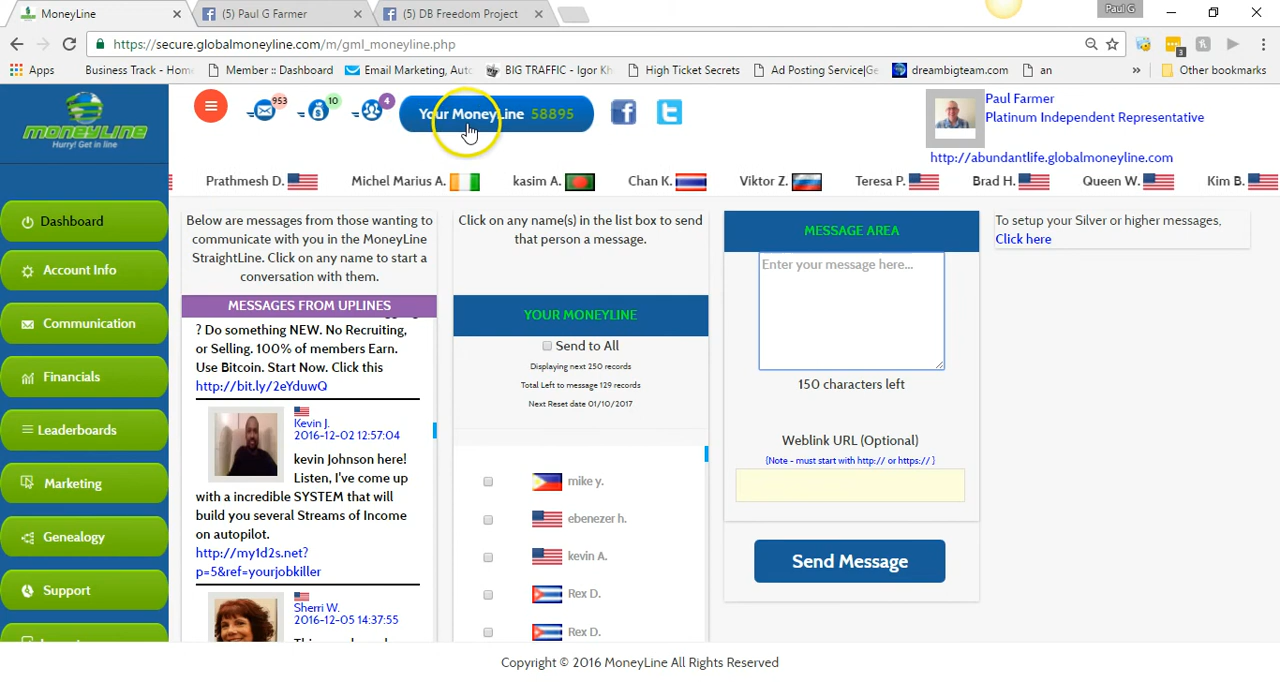 MoneyLine
(5) Paul G Farmer
(5) DB Freedom Project
Paul G
https://secure.globalmoneyline.com/m/gml_moneyline.php
3
Apps
Business Track - Home
Member :: Dashboard
Email Marketing, Auto
BIG TRAFFIC - Igor Kh
High Ticket Secrets
Ad Posting Service|Ge
dreambigteam.com
an
»
Other bookmarks
MONEYLINE
Hurry! Get in line
953
10
4
Your MoneyLine 58895
Paul Farmer
Platinum Independent Representative
http://abundantlife.globalmoneyline.com
Prathmesh D.
Michel Marius A.
kasim A.
Chan K.
Viktor Z.
Teresa P.
Brad H.
Queen W.
Kim B.
Dashboard
Account Info
Communication
Financials
Leaderboards
Marketing
Genealogy
Support
Below are messages from those wanting to
communicate with you in the MoneyLine
StraightLine. Click on any name to start a
conversation with them.
MESSAGES FROM UPLINES
? Do something NEW. No Recruiting,
or Selling. 100% of members Earn.
Use Bitcoin. Start Now. Click this
http://bit.ly/2eYduwQ
Kevin J.
2016-12-02 12:57:04
kevin Johnson here!
Listen, I've come up
with a incredible SYSTEM that will
build you several Streams of Income
on autopilot.
http://my1d2s.net?
p=5&ref=yourjobkiller
Sherri W.
2016-12-05 14:37:55
Click on any name(s) in the list box to send
that person a message.
YOUR MONEYLINE
Send to All
Displaying next 250 records
Total Left to message 129 records
Next Reset date 01/10/2017
mike y.
ebenezer h.
kevin A.
Rex D.
Rex D.
MESSAGE AREA
Enter your message here...
150 characters left
Weblink URL (Optional)
(Note - must start with http:// or https:// )
Send Message
To setup your Silver or higher messages,
Click here
Copyright © 2016 MoneyLine All Rights Reserved